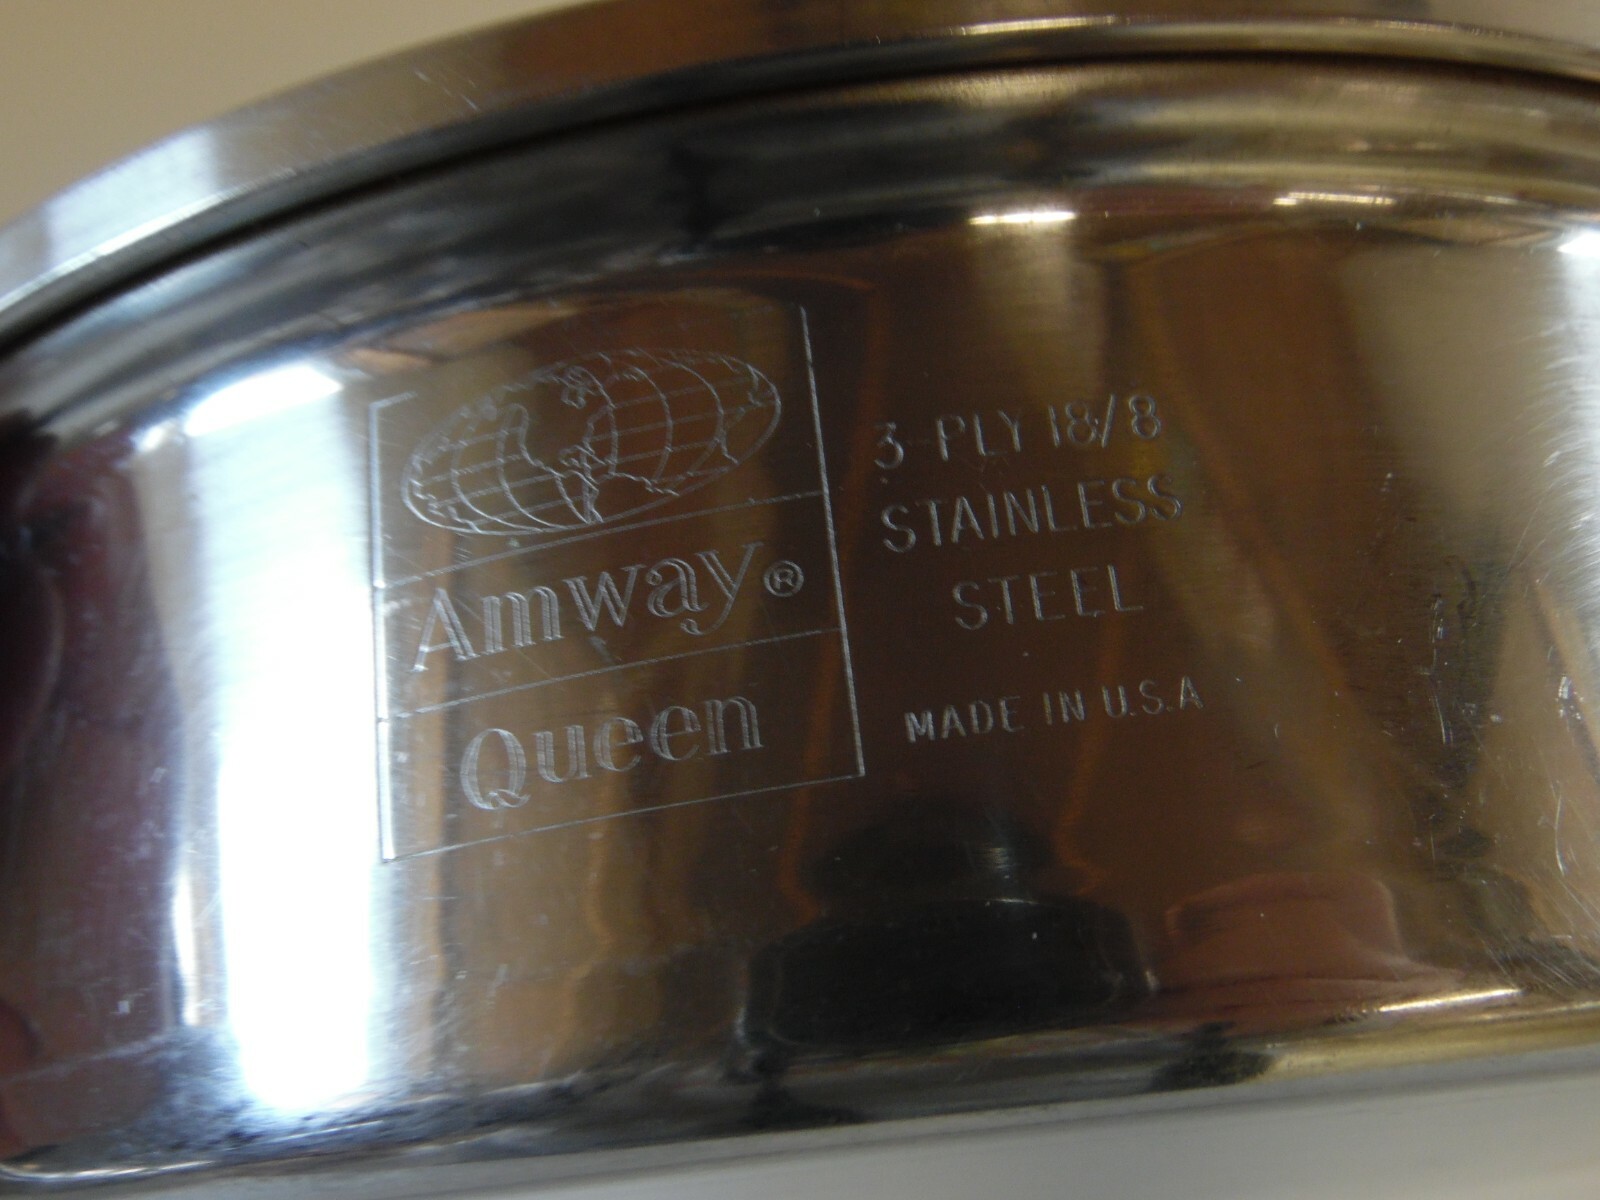 Amway®
Queen
3-PLY 18/8
STAINLESS
STEEL
MADE IN U.S.A